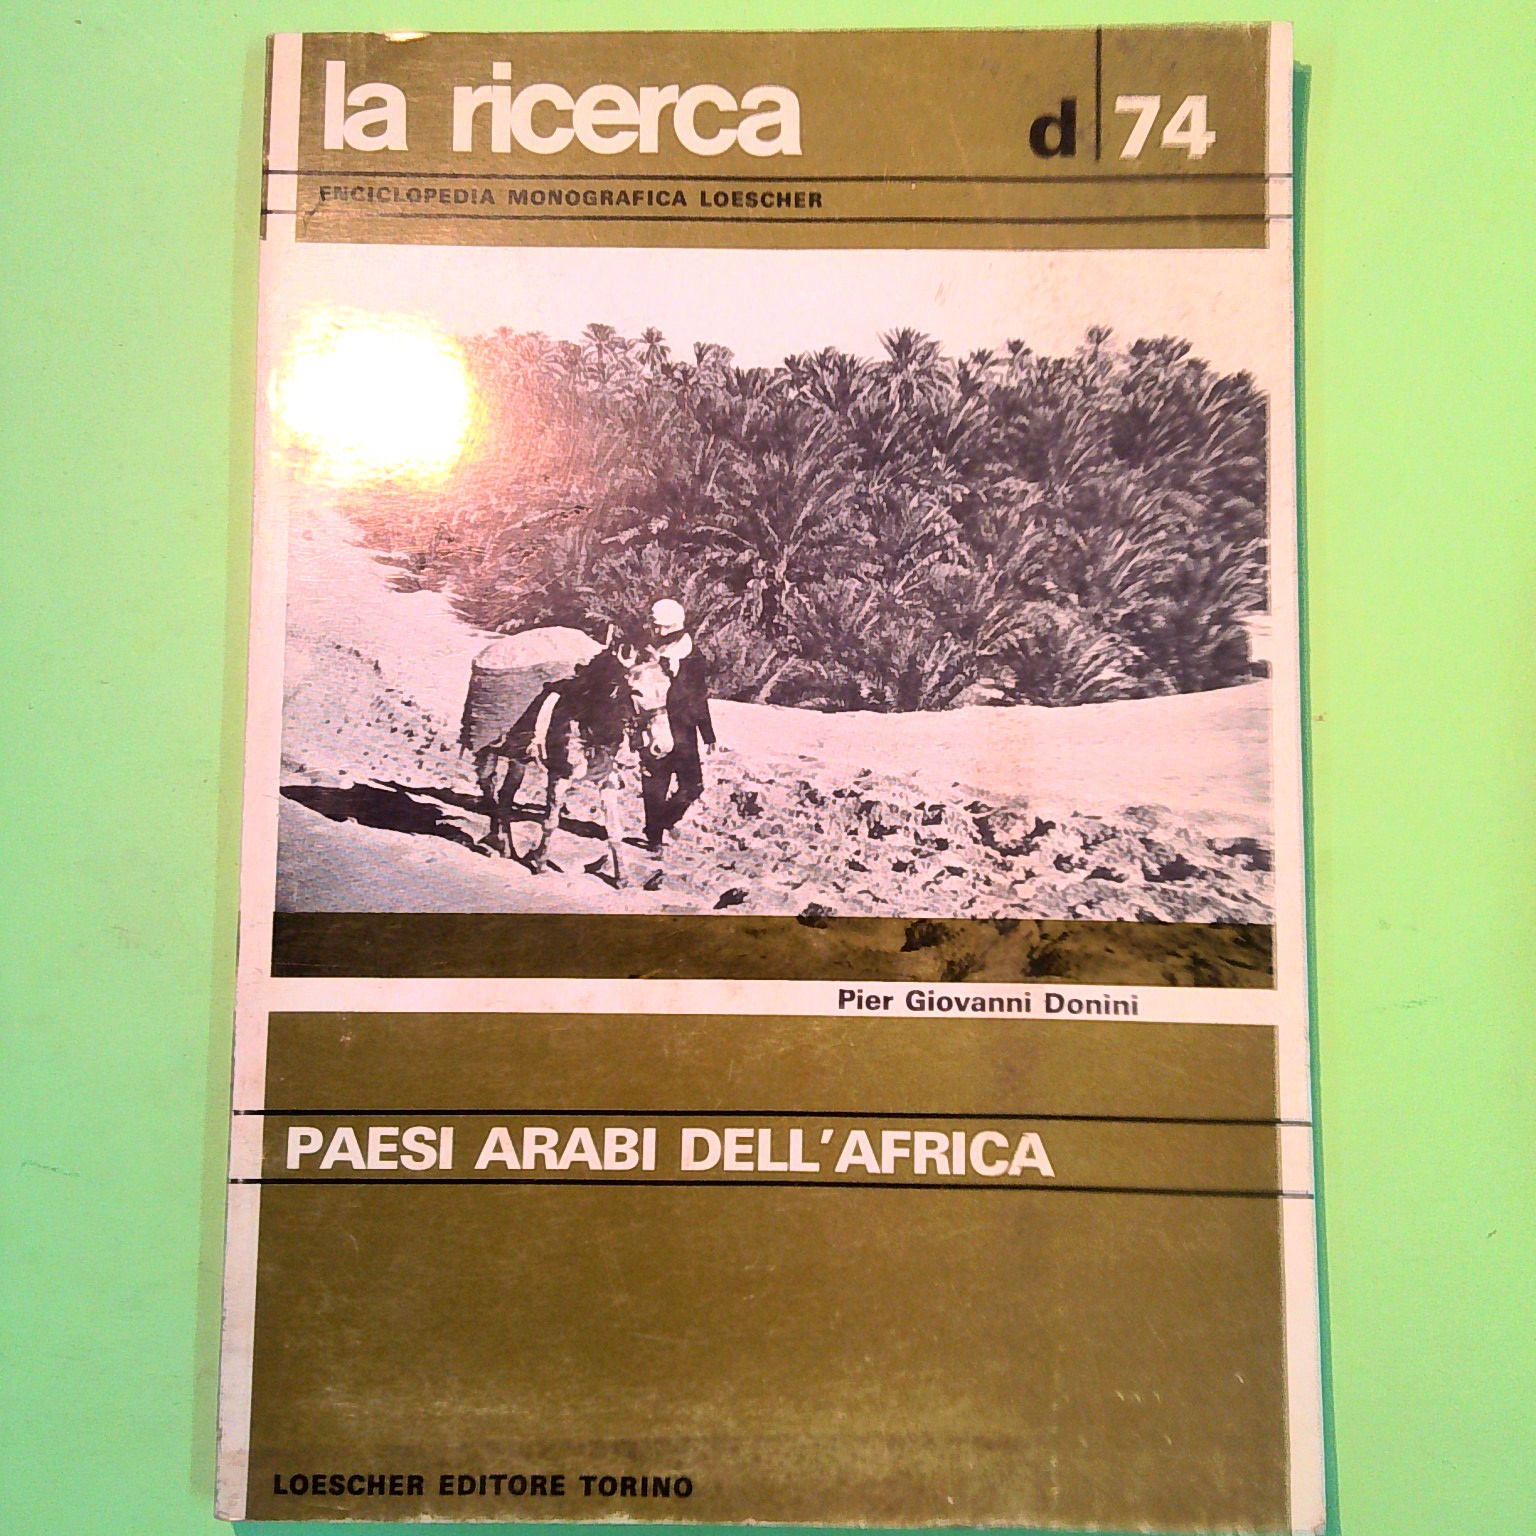 la ricerca
d 74
ENCICLOPEDIA MONOGRAFICA LOESCHER
Pier Giovanni Donini
PAESI ARABI DELL'AFRICA
LOESCHER EDITORE TORINO